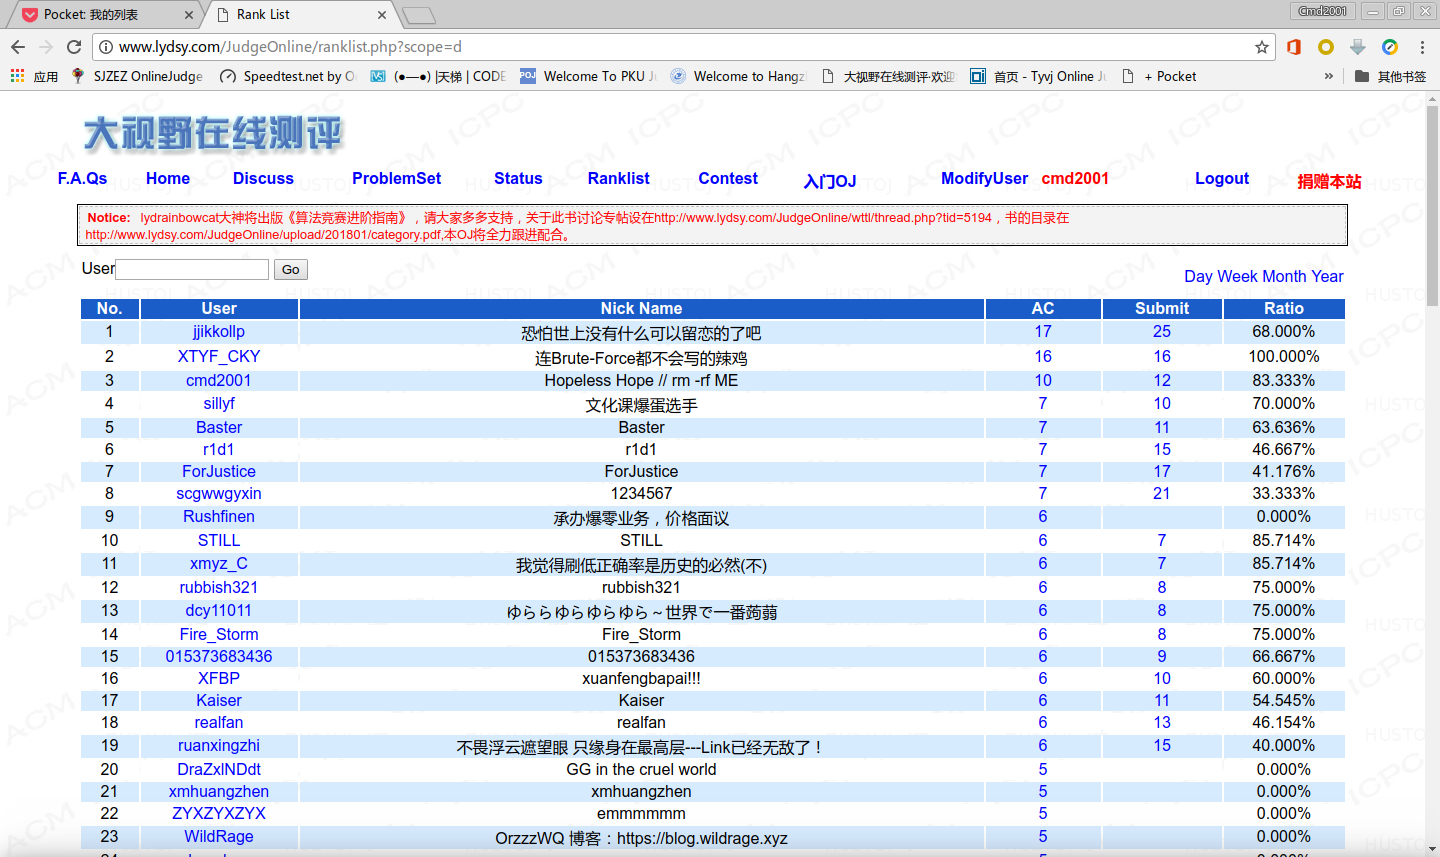 Pocket: 我的列表
Rank List
Cmd2001
www.lydsy.com/JudgeOnline/ranklist.php?scope=d
应用 SJZEZ OnlineJudge Speedtest.net by O (●—●) |天梯 | CODE Welcome To PKU Ju Welcome to Hangz 大视野在线测评·欢迎 首页 - Tyvj Online Ju + Pocket » 其他书签
大视野在线测评
F.A.Qs Home Discuss ProblemSet Status Ranklist Contest 入门OJ ModifyUser cmd2001 Logout 捐赠本站
Notice: lydrainbowcat大神将出版《算法竞赛进阶指南》，请大家多多支持，关于此书讨论专帖设在http://www.lydsy.com/JudgeOnline/wttl/thread.php?tid=5194，书的目录在
http://www.lydsy.com/JudgeOnline/upload/201801/category.pdf,本OJ将全力跟进配合。
User Go
Day Week Month Year
No. User Nick Name AC Submit Ratio
1 jjikkollp 恐怕世上没有什么可以留恋的了吧 17 25 68.000%
2 XTYF_CKY 连Brute-Force都不会写的辣鸡 16 16 100.000%
3 cmd2001 Hopeless Hope // rm -rf ME 10 12 83.333%
4 sillyf 文化课爆蛋选手 7 10 70.000%
5 Baster Baster 7 11 63.636%
6 r1d1 r1d1 7 15 46.667%
7 ForJustice ForJustice 7 17 41.176%
8 scgwwgyxin 1234567 7 21 33.333%
9 Rushfinen 承办爆零业务，价格面议 6 0.000%
10 STILL STILL 6 7 85.714%
11 xmyz_C 我觉得刷低正确率是历史的必然(不) 6 7 85.714%
12 rubbish321 rubbish321 6 8 75.000%
13 dcy11011 ゆららゆらゆらゆら～世界で一番蒟蒻 6 8 75.000%
14 Fire_Storm Fire_Storm 6 8 75.000%
15 015373683436 015373683436 6 9 66.667%
16 XFBP xuanfengbapai!!! 6 10 60.000%
17 Kaiser Kaiser 6 11 54.545%
18 realfan realfan 6 13 46.154%
19 ruanxingzhi 不畏浮云遮望眼 只缘身在最高层---Link已经无敌了！ 6 15 40.000%
20 DraZxlNDdt GG in the cruel world 5 0.000%
21 xmhuangzhen xmhuangzhen 5 0.000%
22 ZYXZYXZYX emmmmmm 5 0.000%
23 WildRage OrzzzWQ 博客：https://blog.wildrage.xyz 5 0.000%